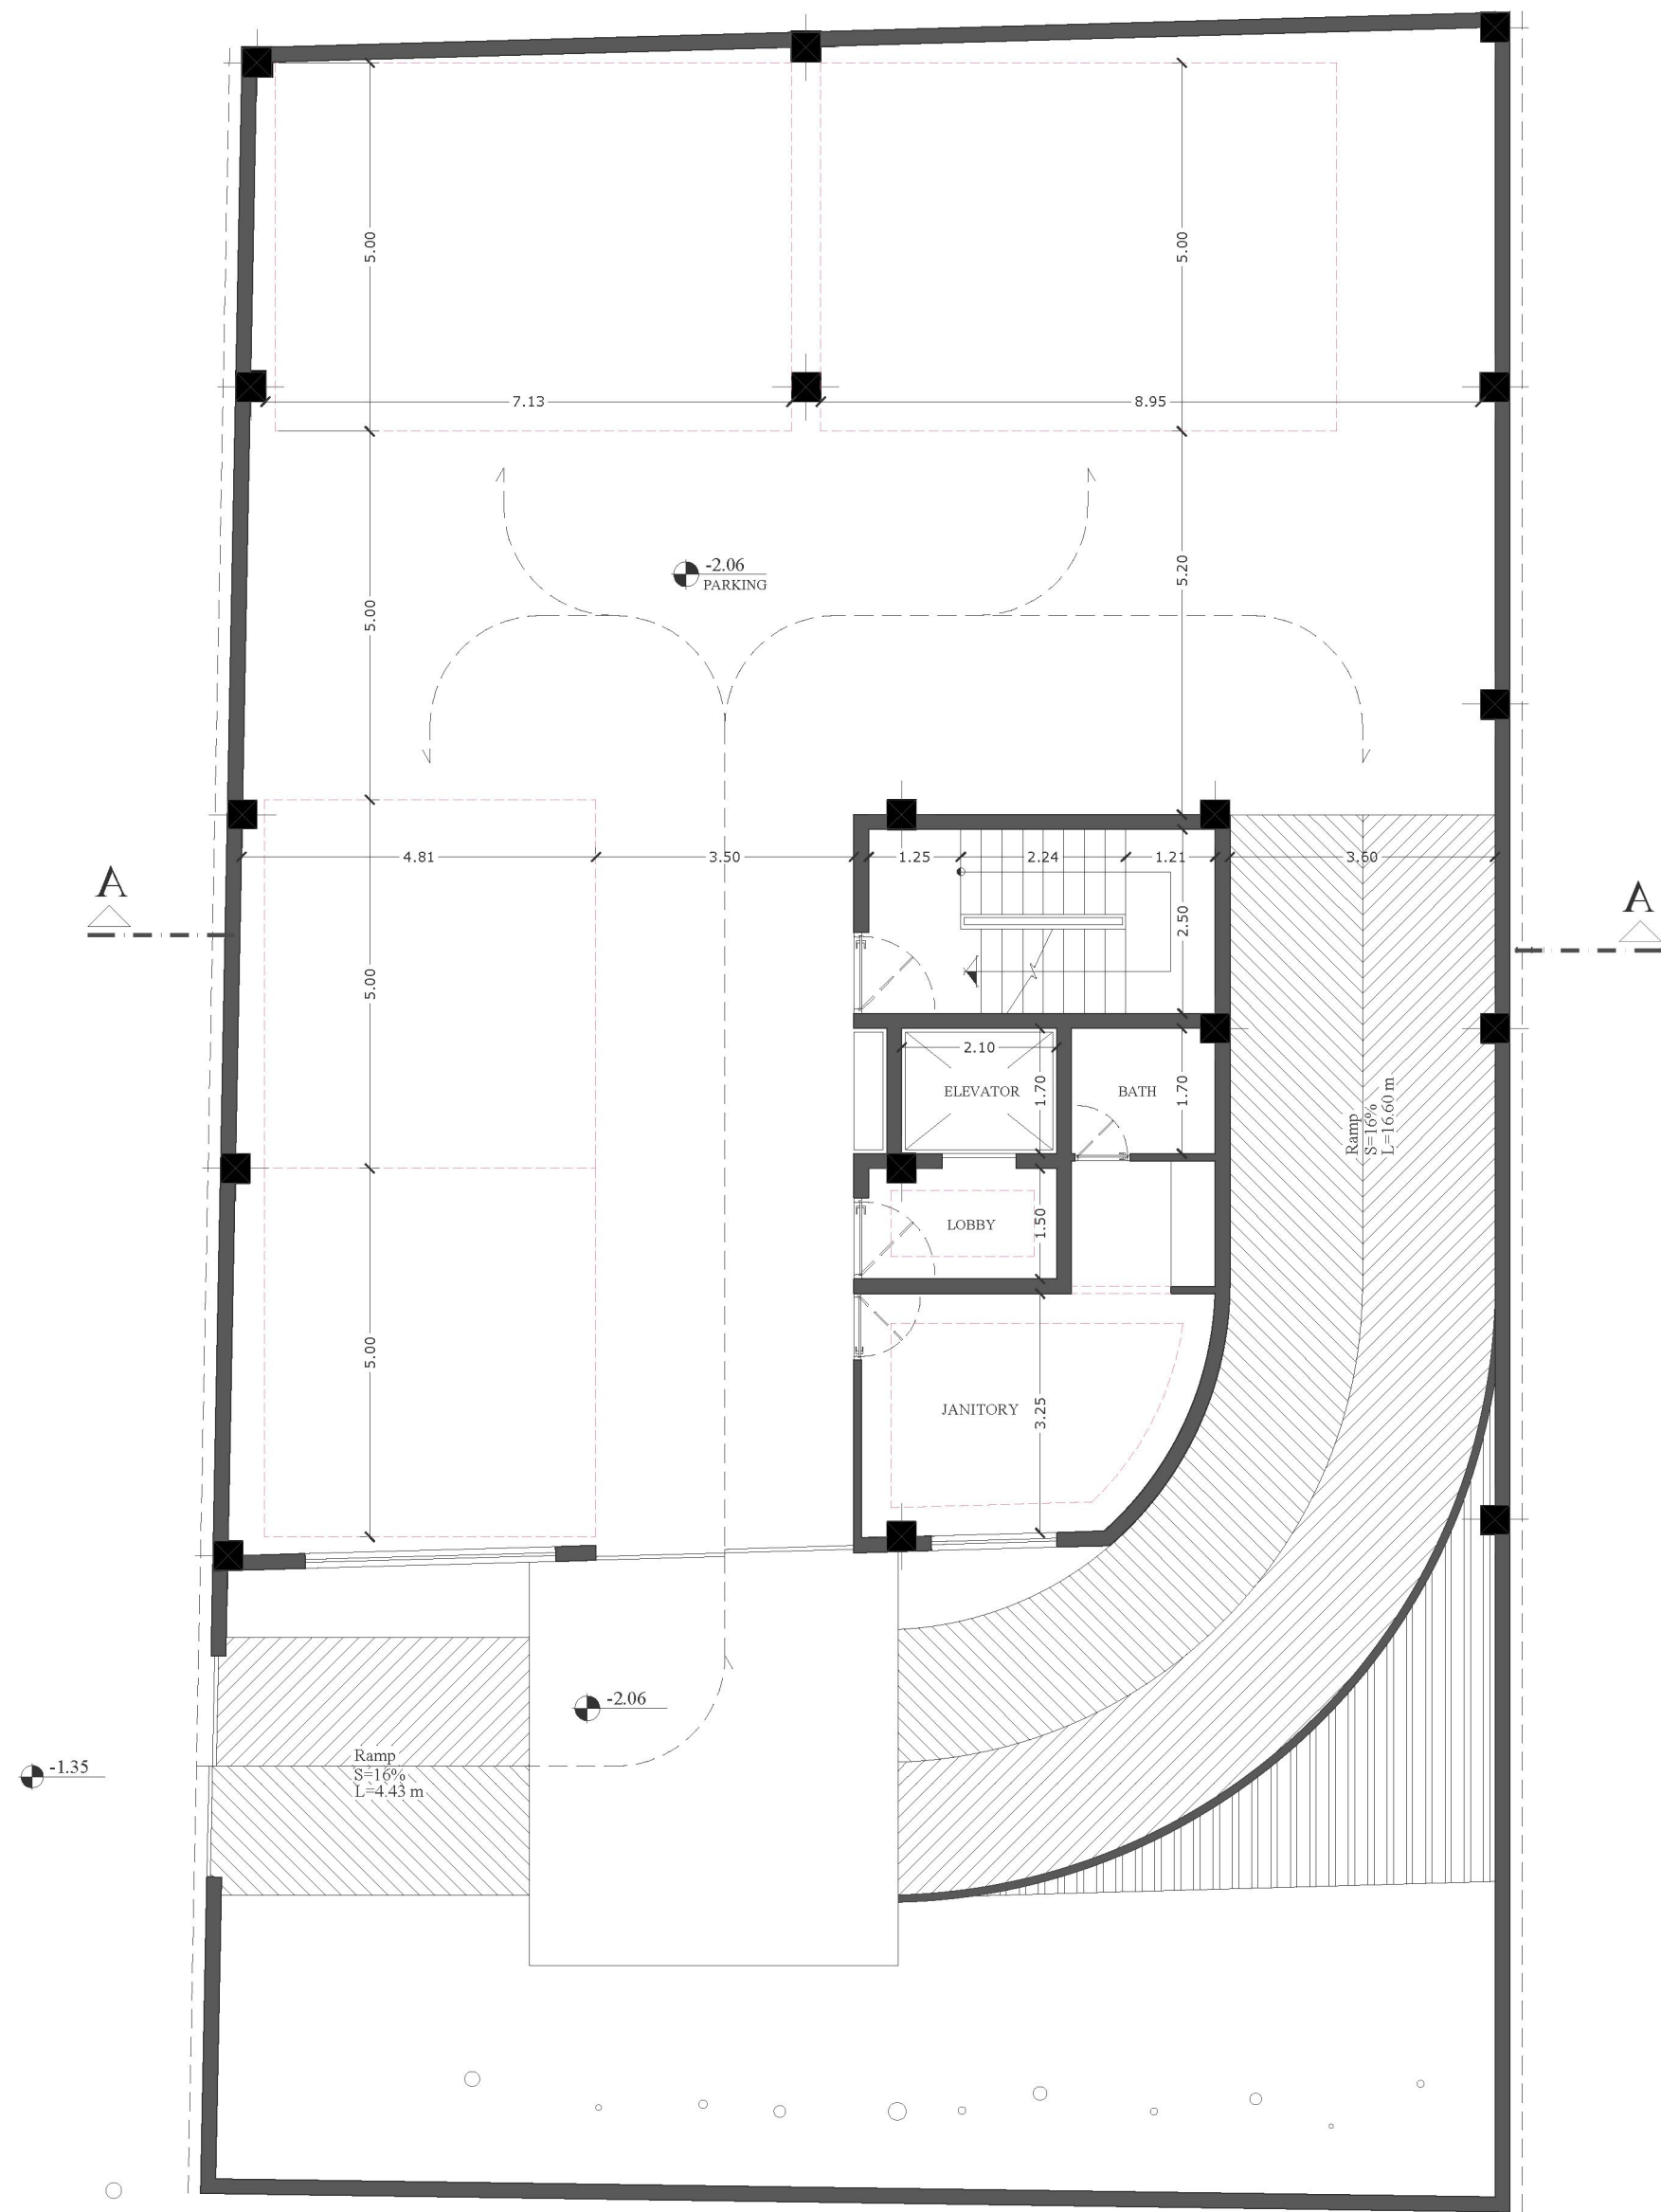 5.00
5.00
7.13
8.95
-2.06
PARKING
5.00
5.20
4.81
3.50
1.25
2.24
1.21
3.60
A
A
2.50
5.00
2.10
ELEVATOR
1.70
BATH
1.70
Ramp
S=16%
L=16.60 m
LOBBY
1.50
5.00
JANITORY
3.25
-2.06
-1.35
Ramp
S=16%
L=4.43 m